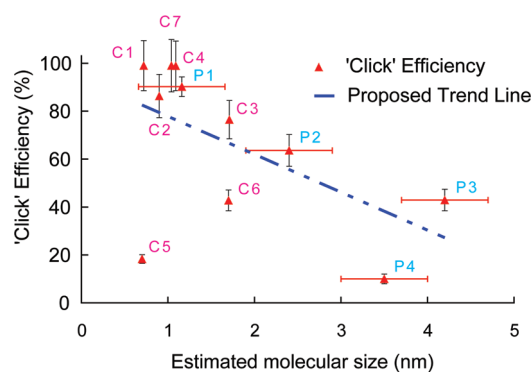 C7
C1
C4
P1
'Click' Efficiency
Proposed Trend Line
C2
C3
P2
C6
P3
C5
P4
100
80
60
40
20
0
0 1 2 3 4 5
'Click' Efficiency (%)
Estimated molecular size (nm)